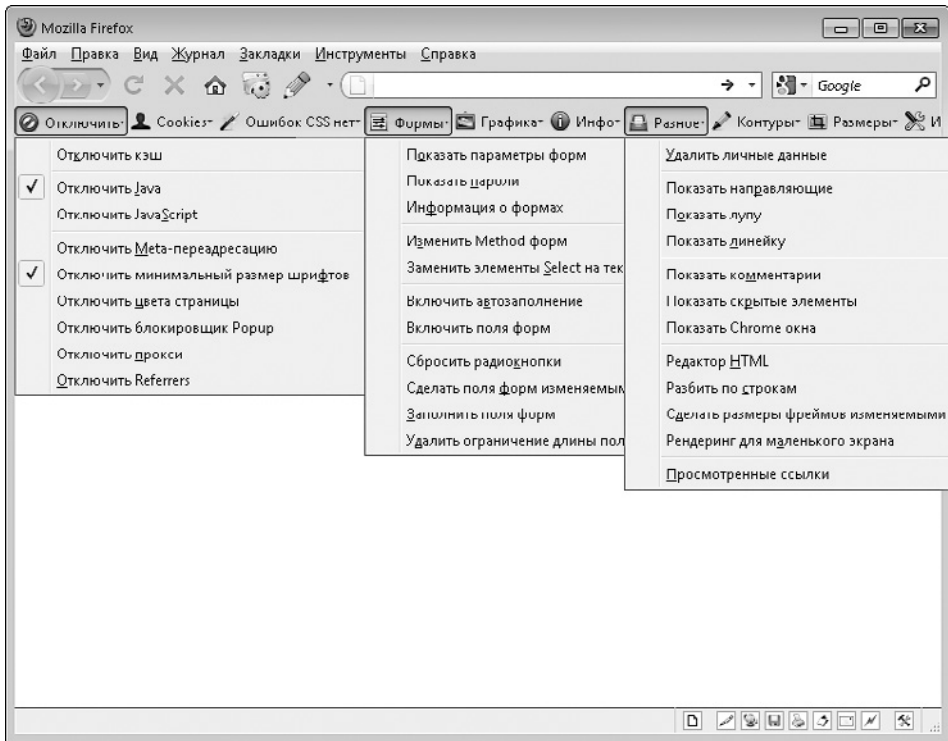 Mozilla Firefox
Файл Правка Вид Журнал Закладки Инструменты Справка
Google
Отключить Cookies Ошибок CSS нет Формы Графика Инфо Разное Контуры Размеры И
Отключить кэш
Отключить Java
Отключить JavaScript
Отключить Meta-переадресацию
Отключить минимальный размер шрифтов
Отключить цвета страницы
Отключить блокировщик Popup
Отключить прокси
Отключить Referrers
Показать параметры форм
Показать пароли
Информация о формах
Изменить Method форм
Заменить элементы Select на тек
Включить автозаполнение
Включить поля форм
Сбросить радиокнопки
Сделать поля форм изменяемым
Заполнить поля форм
Удалить ограничение длины пол
Удалить личные данные
Показать направляющие
Показать лупу
Показать линейку
Показать комментарии
Показать скрытые элементы
Показать Chrome окна
Редактор HTML
Разбить по строкам
Сделать размеры фреймов изменяемыми
Рендеринг для маленького экрана
Просмотренные ссылки